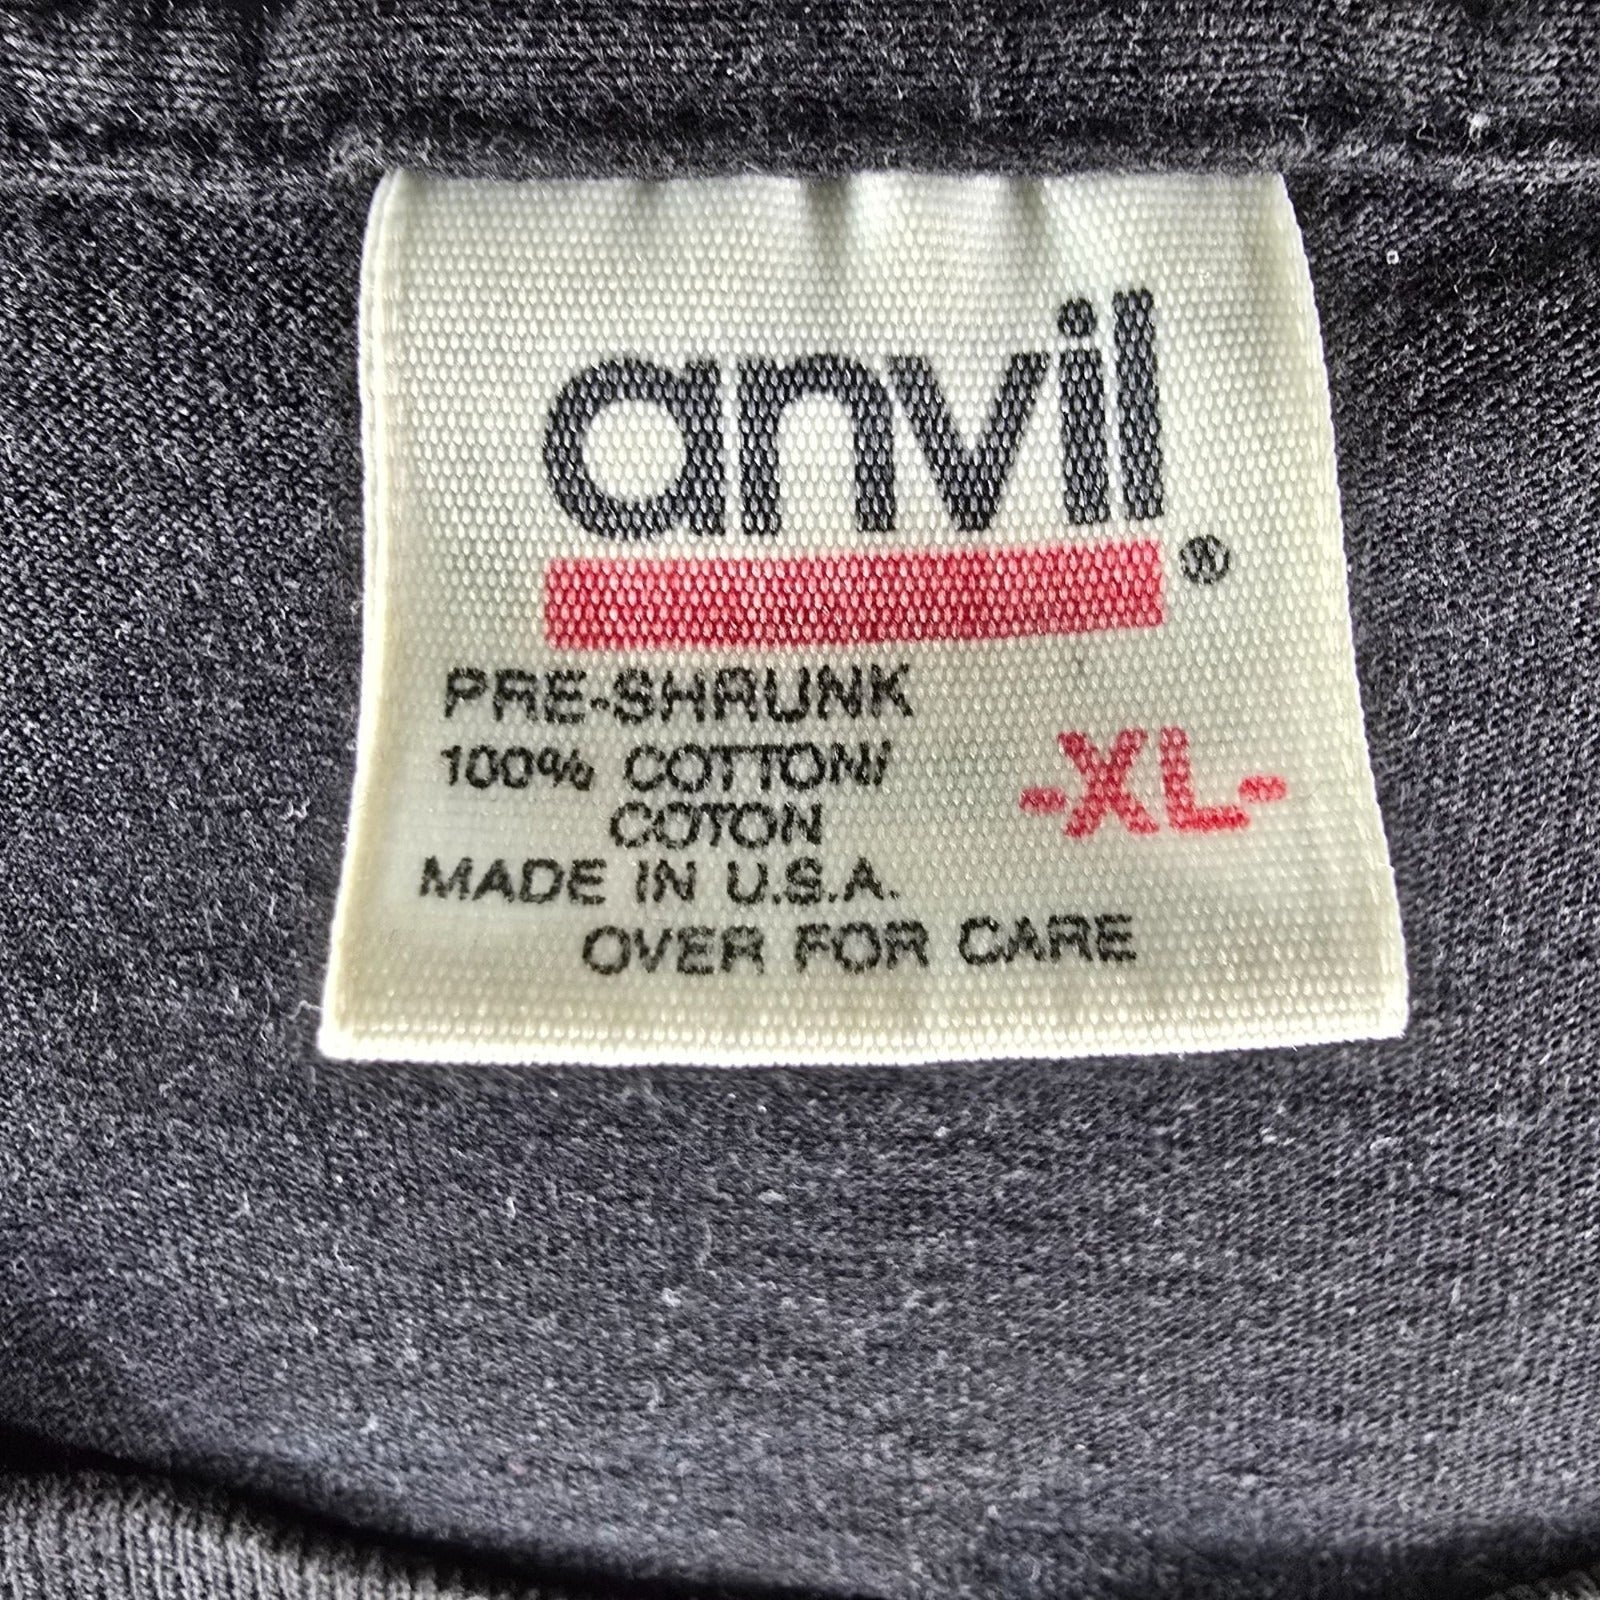 anvil®
PRE-SHRUNK
100% COTTON/
COTON
-XL-
MADE IN U.S.A.
OVER FOR CARE